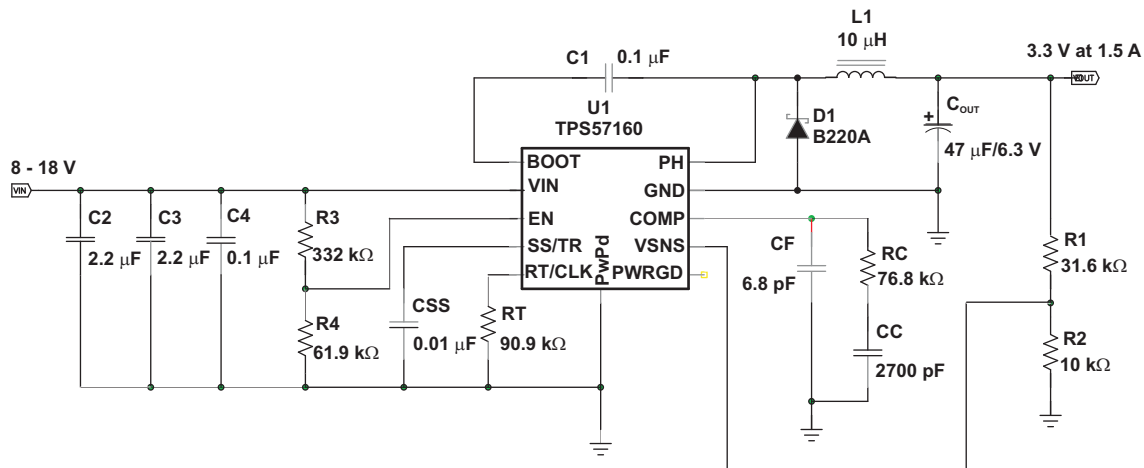 L1
10 μH
3.3 V at 1.5 A
C1
0.1 μF
VOUT
U1
TPS57160
D1
B220A
+
COUT
47 μF/6.3 V
8 - 18 V
VIN
BOOT
VIN
EN
SS/TR
RT/CLK
PwPd
PH
GND
COMP
VSNS
PWRGD
C2
2.2 μF
C3
2.2 μF
C4
0.1 μF
R3
332 kΩ
R4
61.9 kΩ
CSS
0.01 μF
RT
90.9 kΩ
CF
6.8 pF
RC
76.8 kΩ
CC
2700 pF
R1
31.6 kΩ
R2
10 kΩ